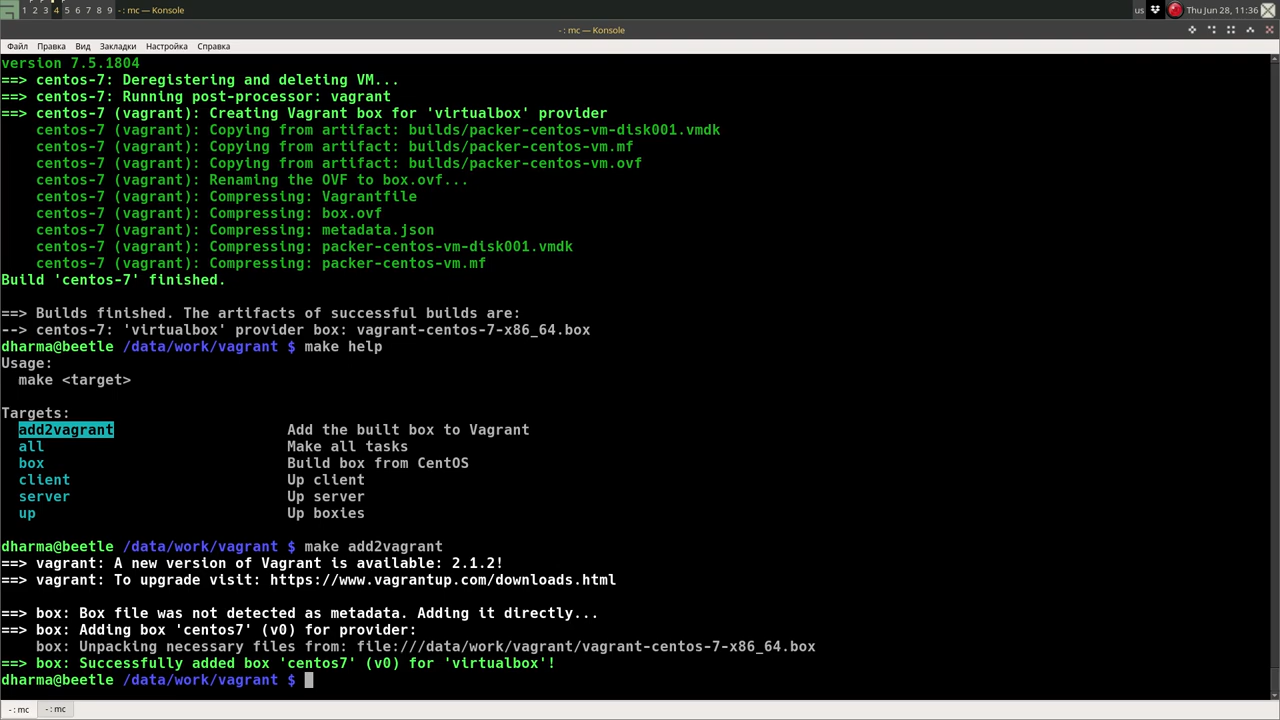 1 2 3 4 5 6 7 8 9 - : mc — Konsole us Thu Jun 28, 11:36
- : mc — Konsole
Файл Правка Вид Закладки Настройка Справка
version 7.5.1804
==> centos-7: Deregistering and deleting VM...
==> centos-7: Running post-processor: vagrant
==> centos-7 (vagrant): Creating Vagrant box for 'virtualbox' provider
    centos-7 (vagrant): Copying from artifact: builds/packer-centos-vm-disk001.vmdk
    centos-7 (vagrant): Copying from artifact: builds/packer-centos-vm.mf
    centos-7 (vagrant): Copying from artifact: builds/packer-centos-vm.ovf
    centos-7 (vagrant): Renaming the OVF to box.ovf...
    centos-7 (vagrant): Compressing: Vagrantfile
    centos-7 (vagrant): Compressing: box.ovf
    centos-7 (vagrant): Compressing: metadata.json
    centos-7 (vagrant): Compressing: packer-centos-vm-disk001.vmdk
    centos-7 (vagrant): Compressing: packer-centos-vm.mf
Build 'centos-7' finished.
==> Builds finished. The artifacts of successful builds are:
--> centos-7: 'virtualbox' provider box: vagrant-centos-7-x86_64.box
dharma@beetle /data/work/vagrant $ make help
Usage:
  make <target>
Targets:
  add2vagrant                    Add the built box to Vagrant
  all                            Make all tasks
  box                            Build box from CentOS
  client                         Up client
  server                         Up server
  up                             Up boxies
dharma@beetle /data/work/vagrant $ make add2vagrant
==> vagrant: A new version of Vagrant is available: 2.1.2!
==> vagrant: To upgrade visit: https://www.vagrantup.com/downloads.html
==> box: Box file was not detected as metadata. Adding it directly...
==> box: Adding box 'centos7' (v0) for provider:
    box: Unpacking necessary files from: file:///data/work/vagrant/vagrant-centos-7-x86_64.box
==> box: Successfully added box 'centos7' (v0) for 'virtualbox'!
dharma@beetle /data/work/vagrant $
- : mc - : mc